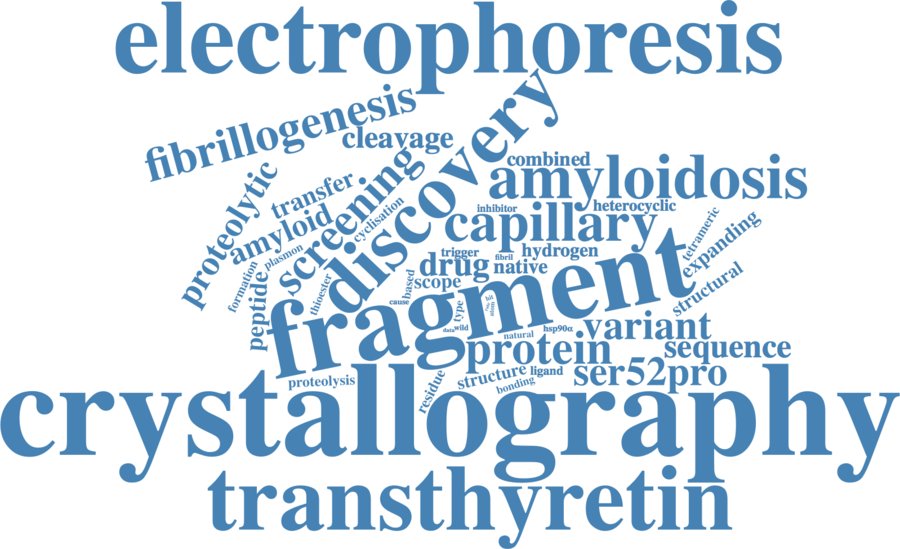 electrophoresis
fibrillogenesis
cleavage
discovery
combined
amyloidosis
proteolytic
transfer
screening
cyclisation
inhibitor
heterocyclic
amyloid
capillary
tetrameric
expanding
plasmon
trigger
fibril
hydrogen
formation
peptide
thioester
drug
native
based
scope
structural
cause
fragment
type
bit
atom
data
wild
natural
hsp90α
variant
protein
sequence
proteolysis
residue
structure
ligand
bonding
ser52pro
crystallography
transthyretin